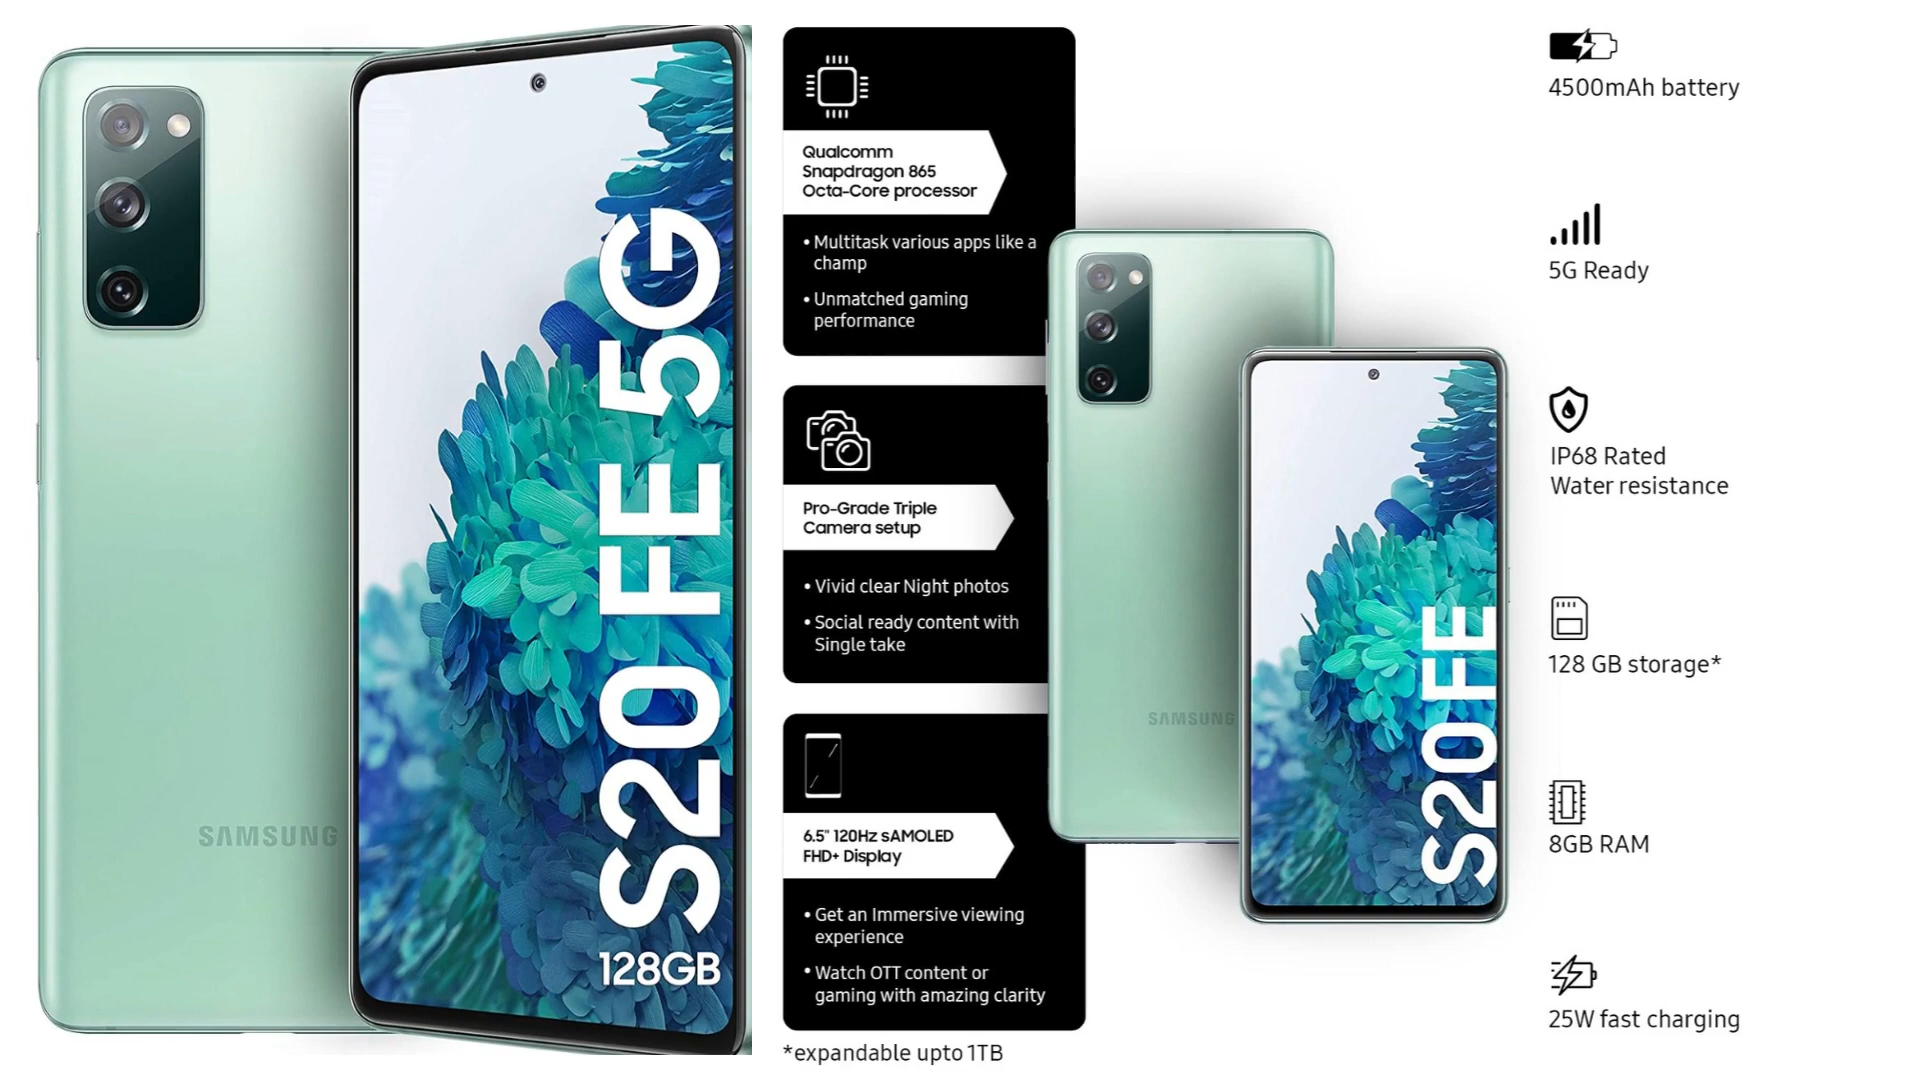 SAMSUNG
S20 FE 5G
128GB
Qualcomm
Snapdragon 865
Octa-Core processor
• Multitask various apps like a
champ
• Unmatched gaming
performance
Pro-Grade Triple
Camera setup
• Vivid clear Night photos
• Social ready content with
Single take
6.5" 120Hz sAMOLED
FHD+ Display
• Get an Immersive viewing
experience
• Watch OTT content or
gaming with amazing clarity
*expandable upto 1TB
SAMSUNG
S20 FE
4500mAh battery
5G Ready
IP68 Rated
Water resistance
128 GB storage*
8GB RAM
25W fast charging